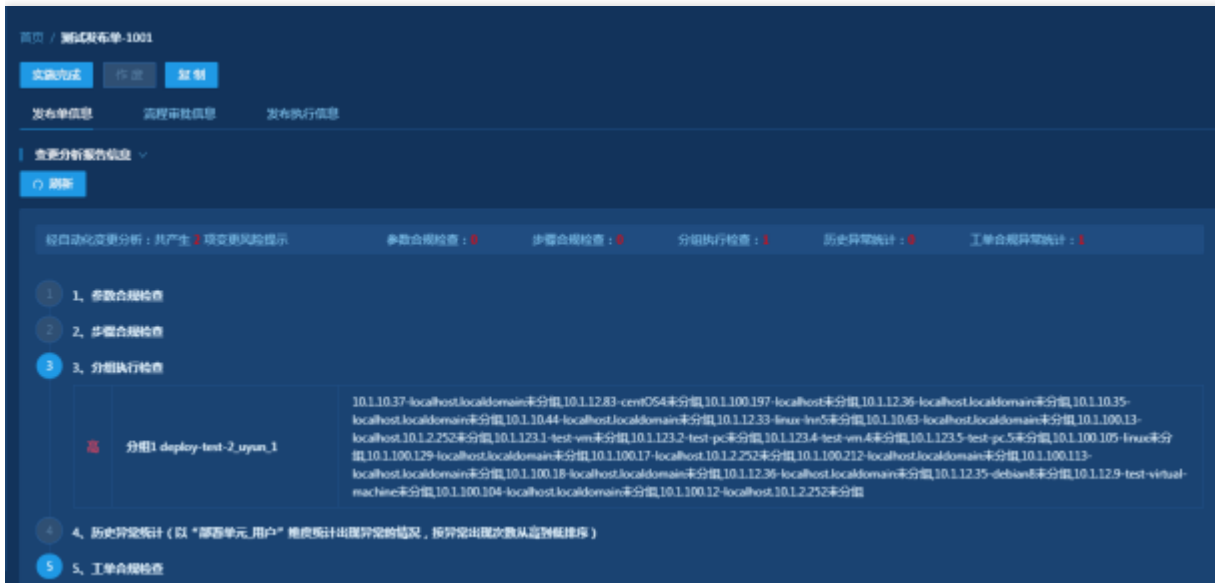 首页 / 测试发布单-1001
实施完成 作废 复制
发布单信息 流程审批信息 发布执行信息
变更分析报告信息
刷新
经自动化变更分析：共产生 项变更风险提示 参数合规检查： 步骤合规检查： 分组执行检查： 历史异常统计： 工单合规异常统计：
1 1、参数合规检查
2 2、步骤合规检查
3 3、分组执行检查
高 分组1 deploy-test-2_uyun_1
10.1.10.37-localhost.localdomain未分组,10.1.12.83-centOS4未分组,10.1.100.197-localhost未分组,10.1.12.36-localhost.localdomain未分组,10.1.10.35-
localhost.localdomain未分组,10.1.10.44-localhost.localdomain未分组,10.1.12.33-linux-lnn5未分组,10.1.10.63-localhost.localdomain未分组,10.1.100.13-
localhost.10.1.2.252未分组,10.1.123.1-test-vm未分组,10.1.123.2-test-pc未分组,10.1.123.4-test-vm.4未分组,10.1.123.5-test-pc.5未分组,10.1.100.105-linux未分
组,10.1.100.129-localhost.localdomain未分组,10.1.100.17-localhost.10.1.2.252未分组,10.1.100.212-localhost.localdomain未分组,10.1.100.113-
localhost.localdomain未分组,10.1.100.18-localhost.localdomain未分组,10.1.12.36-localhost.localdomain未分组,10.1.12.35-debian8未分组,10.1.12.9-test-virtual-
machine未分组,10.1.100.104-localhost.localdomain未分组,10.1.100.12-localhost.10.1.2.252未分组
4 4、历史异常统计（以“部署单元_用户”维度统计出现异常的情况，按异常出现次数从高到低排序）
5 5、工单合规检查